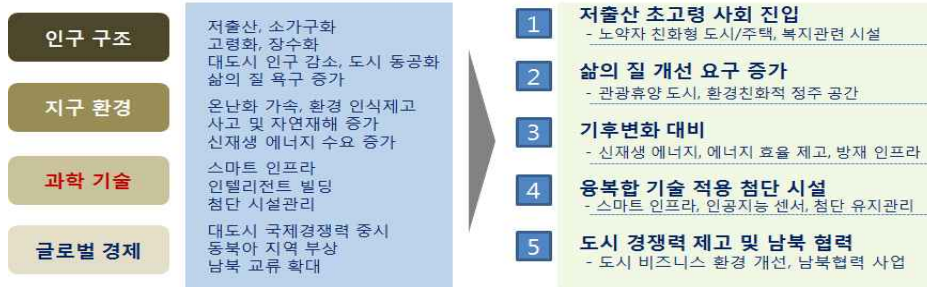 인구 구조
저출산, 소가구화
고령화, 장수화
대도시 인구 감소, 도시 동공화
삶의 질 욕구 증가
지구 환경
온난화 가속, 환경 인식제고
사고 및 자연재해 증가
신재생 에너지 수요 증가
과학 기술
스마트 인프라
인텔리전트 빌딩
첨단 시설관리
글로벌 경제
대도시 국제경쟁력 중시
동북아 지역 부상
남북 교류 확대
1 저출산 초고령 사회 진입
- 노약자 친화형 도시/주택, 복지관련 시설
2 삶의 질 개선 요구 증가
- 관광휴양 도시, 환경친화적 정주 공간
3 기후변화 대비
- 신재생 에너지, 에너지 효율 제고, 방재 인프라
4 융복합 기술 적용 첨단 시설
- 스마트 인프라, 인공지능 센서, 첨단 유지관리
5 도시 경쟁력 제고 및 남북 협력
- 도시 비즈니스 환경 개선, 남북협력 사업